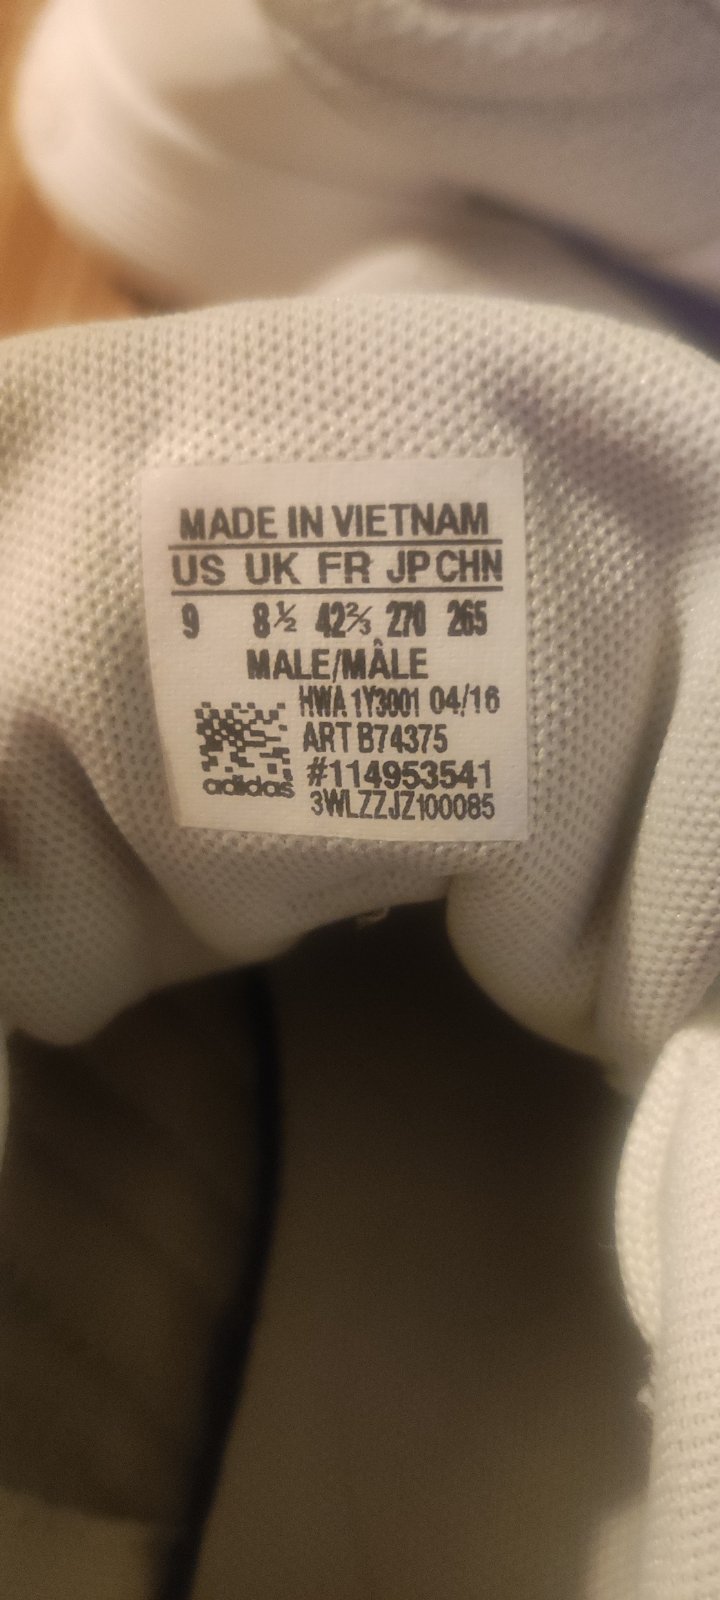 MADE IN VIETNAM
US UK FR JP CHN
9 8½ 42⅔ 270 265
MALE/MÂLE
HWA 1Y3001 04/16
ART B74375
#114953541
3WLZZJZ100085
adidas